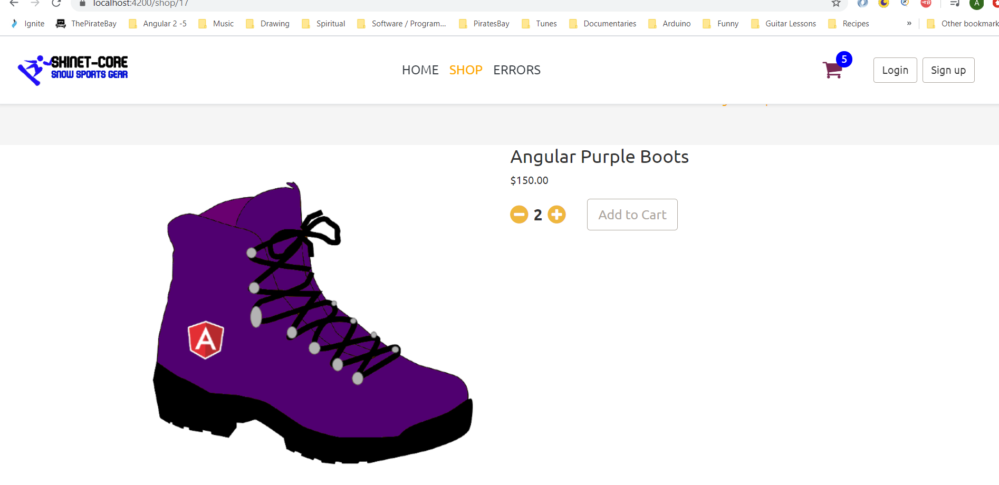 localhost:4200/shop/17
Ignite ThePirateBay Angular 2 -5 Music Drawing Spiritual Software / Program... PiratesBay Tunes Documentaries Arduino Funny Guitar Lessons Recipes » Other bookmark
SKINET-CORE
SNOW SPORTS GEAR
HOME SHOP ERRORS
5
Login Sign up
A
Angular Purple Boots
$150.00
2 Add to Cart
A